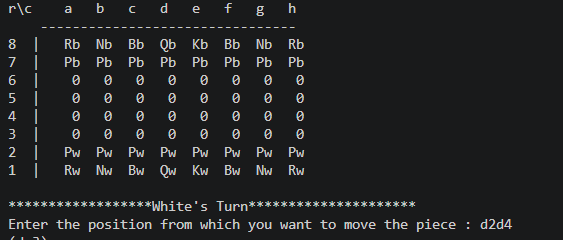 r\c a b c d e f g h
--------------------------------
8 | Rb Nb Bb Qb Kb Bb Nb Rb
7 | Pb Pb Pb Pb Pb Pb Pb Pb
6 | 0 0 0 0 0 0 0 0
5 | 0 0 0 0 0 0 0 0
4 | 0 0 0 0 0 0 0 0
3 | 0 0 0 0 0 0 0 0
2 | Pw Pw Pw Pw Pw Pw Pw Pw
1 | Rw Nw Bw Qw Kw Bw Nw Rw
******************White's Turn*********************
Enter the position from which you want to move the piece : d2d4